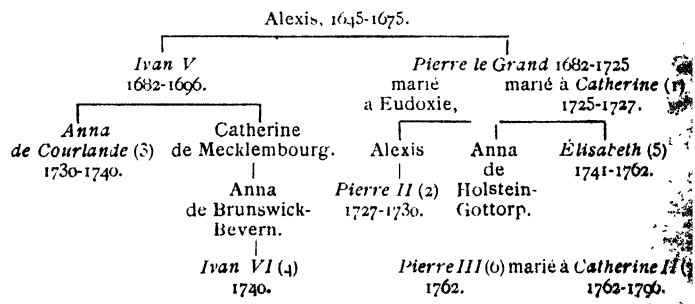 Alexis, 1645-1675.
Ivan V
1682-1696.
Pierre le Grand 1682-1725
marié
a Eudoxie,
marié à Catherine (1)
1725-1727.
Anna
de Courlande (3)
1730-1740.
Catherine
de Mecklembourg.
Alexis
Anna
de
Holstein-
Gottorp.
Élisabeth (5)
1741-1762.
Anna
de Brunswick-
Bevern.
Pierre II (2)
1727-1730.
Ivan VI (4)
1740.
Pierre III (6) marié à Catherine II
1762.
1762-1796.